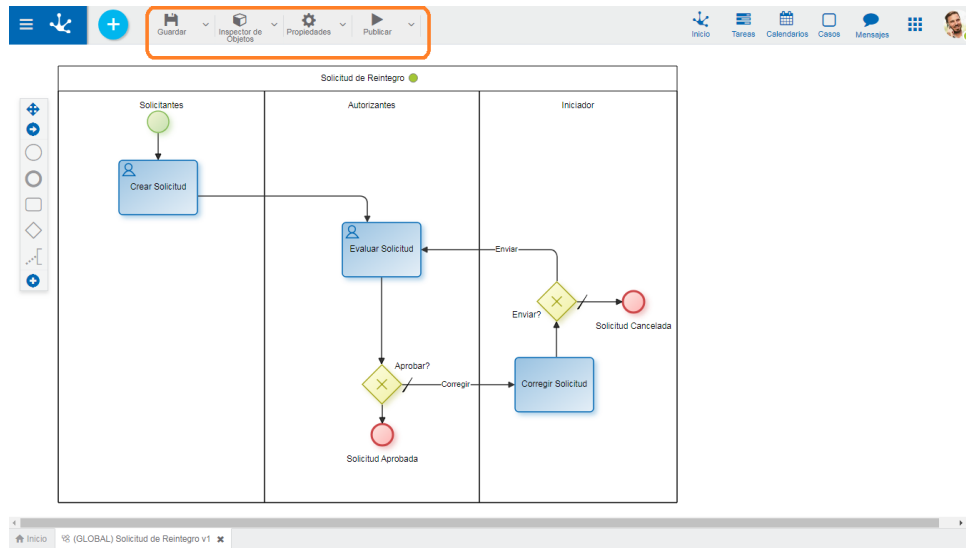 Guardar
Inspector de
Objetos
Propiedades
Publicar
Inicio
Tareas
Calendarios
Casos
Mensajes
Solicitud de Reintegro
Solicitantes
Autorizantes
Iniciador
Crear Solicitud
Evaluar Solicitud
Enviar
Enviar?
Solicitud Cancelada
Aprobar?
Corregir
Corregir Solicitud
Solicitud Aprobada
Inicio
(GLOBAL) Solicitud de Reintegro v1